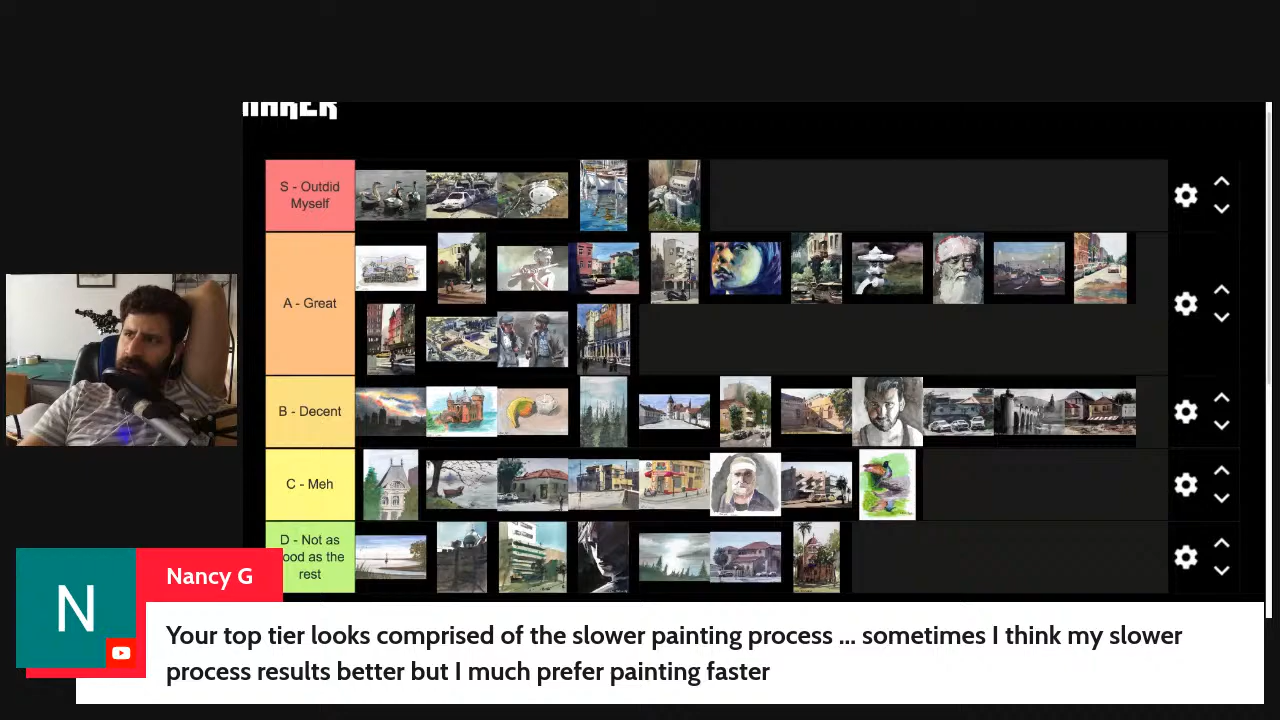 MAKER
S - Outdid
Myself
A - Great
B - Decent
C - Meh
D - Not as
ood as the
rest
N
Nancy G
Your top tier looks comprised of the slower painting process ... sometimes I think my slower
process results better but I much prefer painting faster